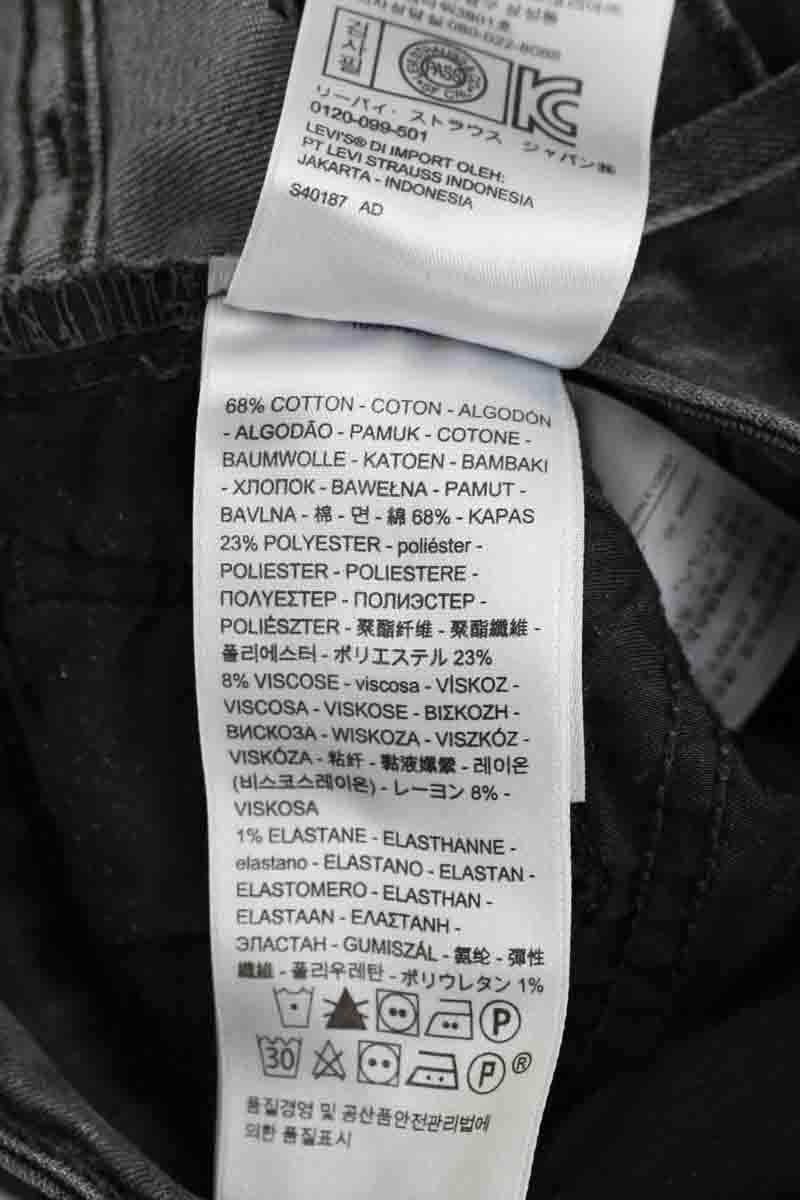 080-022-8088
검사필
PASS
リーバイ・ストラウス ジャパン㈱
0120-099-501
LEVI'S® DI IMPORT OLEH:
PT LEVI STRAUSS INDONESIA
JAKARTA - INDONESIA
S40187 AD
68% COTTON - COTON - ALGODÓN
- ALGODÃO - PAMUK - COTONE -
BAUMWOLLE - KATOEN - BAMBAKI
- ХЛОПОК - BAWEŁNA - PAMUT -
BAVLNA - 棉 - 면 - 綿 68% - KAPAS
23% POLYESTER - poliéster -
POLIESTER - POLIESTERE -
ΠΟΛΥΕΣΤΕΡ - ПОЛИЭСТЕР -
POLIÉSZTER - 聚酯纤维 - 聚酯纖維 -
폴리에스터 - ポリエステル 23%
8% VISCOSE - viscosa - VİSKOZ -
VISCOSA - VISKOSE - ΒΙΣΚΟΖΗ -
ВИСКОЗА - WISKOZA - VISZKÓZ -
VISKÓZA - 粘纤 - 黏液嫘縈 - 레이온
(비스코스레이온) - レーヨン 8% -
VISKOSA
1% ELASTANE - ELASTHANNE -
elastano - ELASTANO - ELASTAN -
ELASTOMERO - ELASTHAN -
ELASTAAN - ΕΛΑΣΤΑΝΗ -
ЭЛАСТАН - GUMISZÁL - 氨纶 - 彈性
纖維 - 폴리우레탄 - ポリウレタン 1%
P
30 P ®
품질경영 및 공산품안전관리법에
의한 품질표시